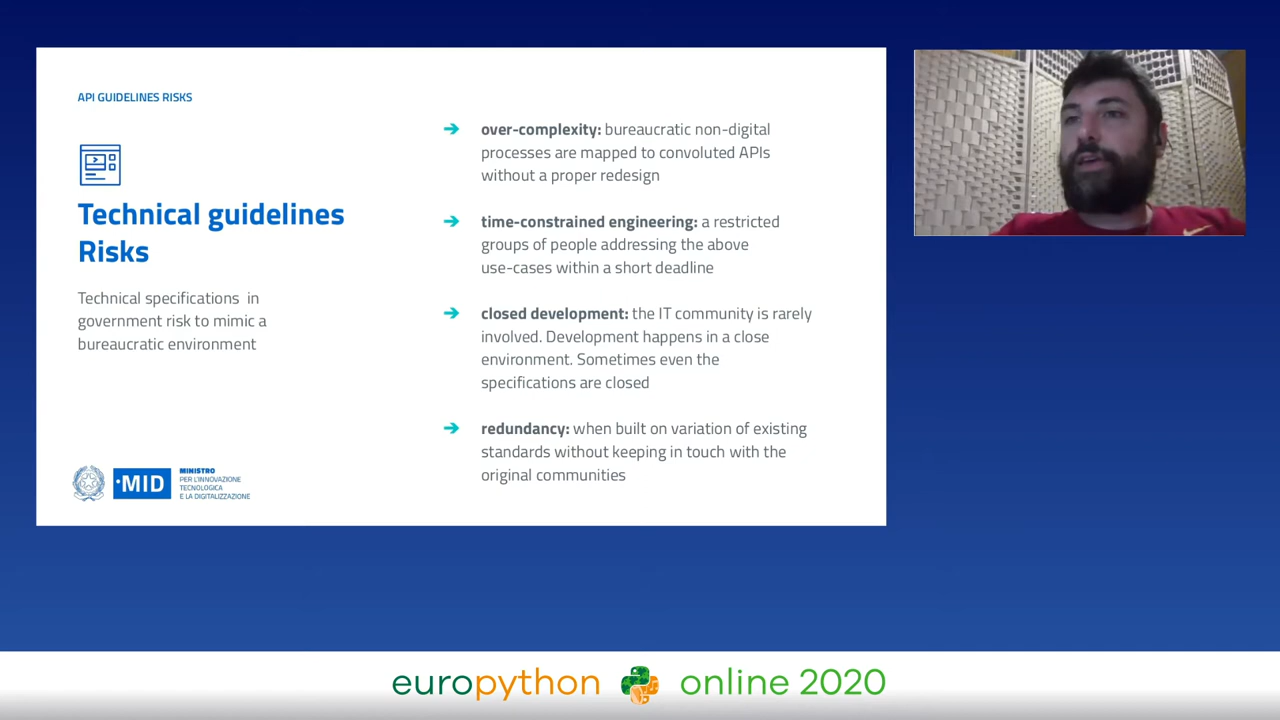 API GUIDELINES RISKS
Technical guidelines
Risks
Technical specifications in
government risk to mimic a
bureaucratic environment
over-complexity: bureaucratic non-digital
processes are mapped to convoluted APIs
without a proper redesign
time-constrained engineering: a restricted
groups of people addressing the above
use-cases within a short deadline
closed development: the IT community is rarely
involved. Development happens in a close
environment. Sometimes even the
specifications are closed
redundancy: when built on variation of existing
standards without keeping in touch with the
original communities
MID
MINISTRO
PER L'INNOVAZIONE
TECNOLOGICA
E LA DIGITALIZZAZIONE
europython online 2020